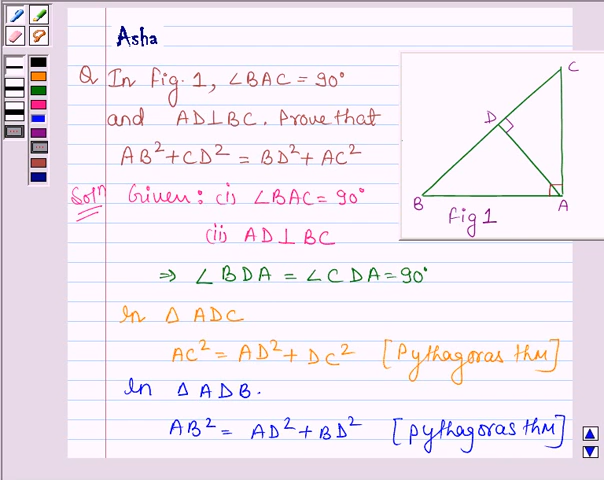 Asha
Q In Fig. 1, ∠BAC = 90°
and AD⊥BC. Prove that
AB² + CD² = BD² + AC²
Solⁿ Given: (i) ∠BAC = 90°
(ii) AD ⊥ BC
⇒ ∠BDA = ∠CDA = 90°
In Δ ADC
AC² = AD² + DC² [Pythagoras thm]
In Δ ADB.
AB² = AD² + BD² [pythagoras thm]
C
D
B
A
fig 1